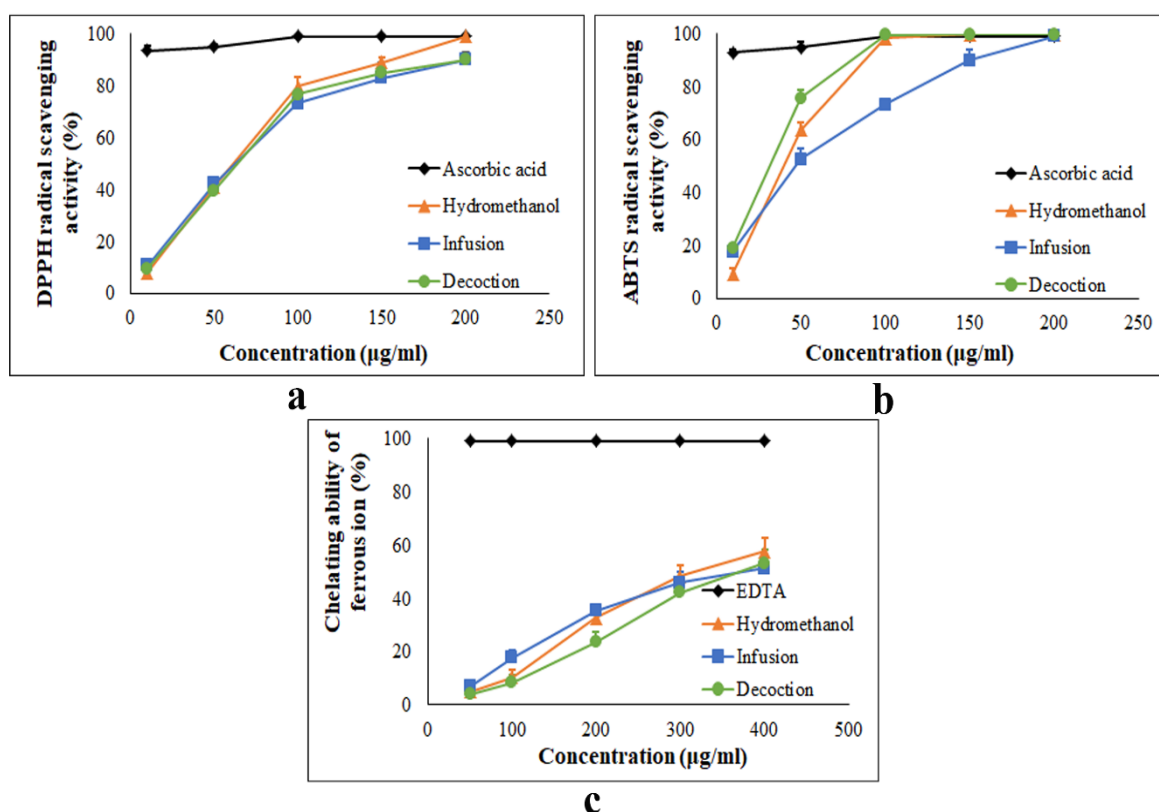 DPPH radical scavenging
activity (%)
100
80
60
40
20
0
Ascorbic acid
Hydromethanol
Infusion
Decoction
0 50 100 150 200 250
Concentration (µg/ml)
a
ABTS radical scavenging
activity (%)
100
80
60
40
20
0
Ascorbic acid
Hydromethanol
Infusion
Decoction
0 50 100 150 200 250
Concentration (µg/ml)
b
Chelating ability of
ferrous ion (%)
100
80
60
40
20
0
EDTA
Hydromethanol
Infusion
Decoction
0 100 200 300 400 500
Concentration (µg/ml)
c